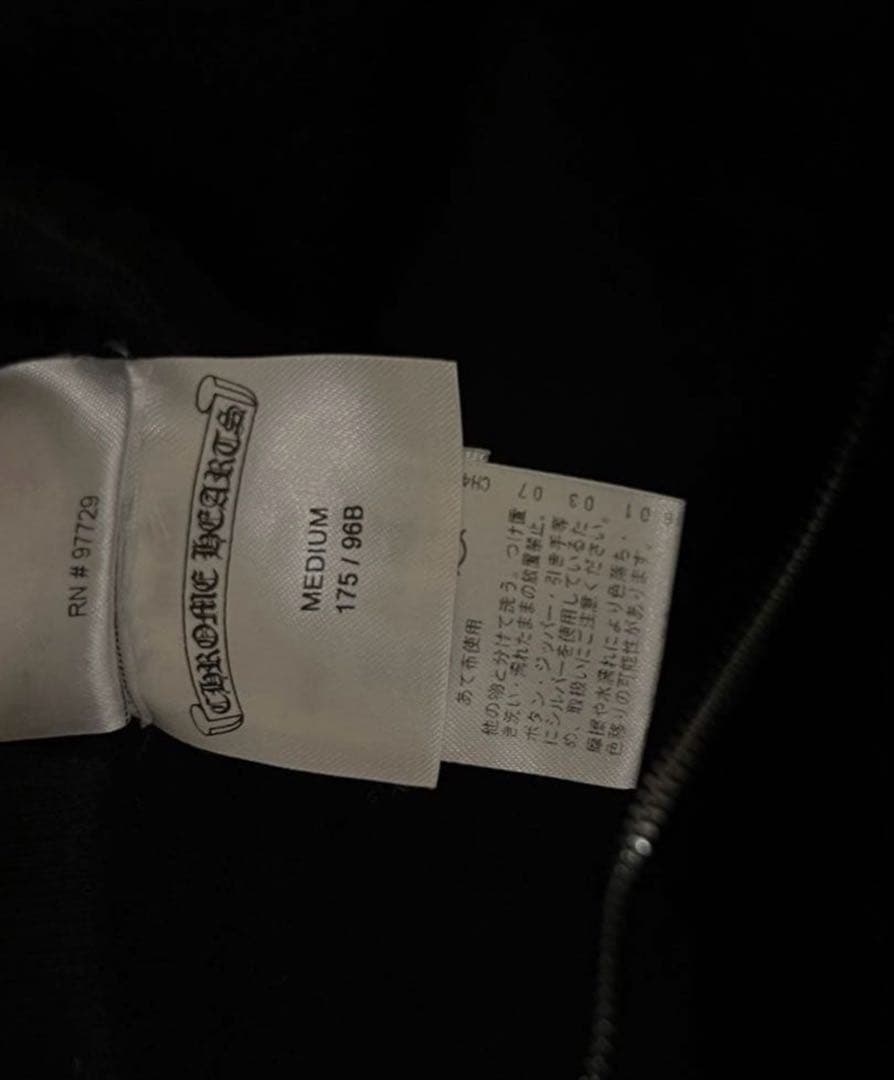 RN # 97729
CHROME HEARTS
MEDIUM
175 / 96B
あて布使用
他の物と分けて洗う。つけ置
き洗い・濡れたままの放置禁止。
ボタン・ジッパー・引き手等
にシルバーを使用しているた
め、取扱いにご注意ください。
摩擦や水濡れにより色落ち・
色移りの可能性があります。
07
03
01